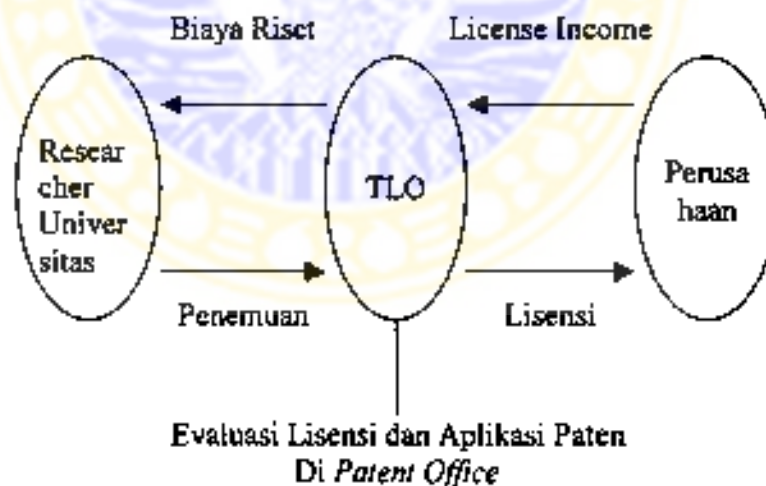 Biaya Riset
License Income
Resear
cher
Univer
sitas
TLO
Perusa
haan
Penemuan
Lisensi
Evaluasi Lisensi dan Aplikasi Paten
Di Patent Office